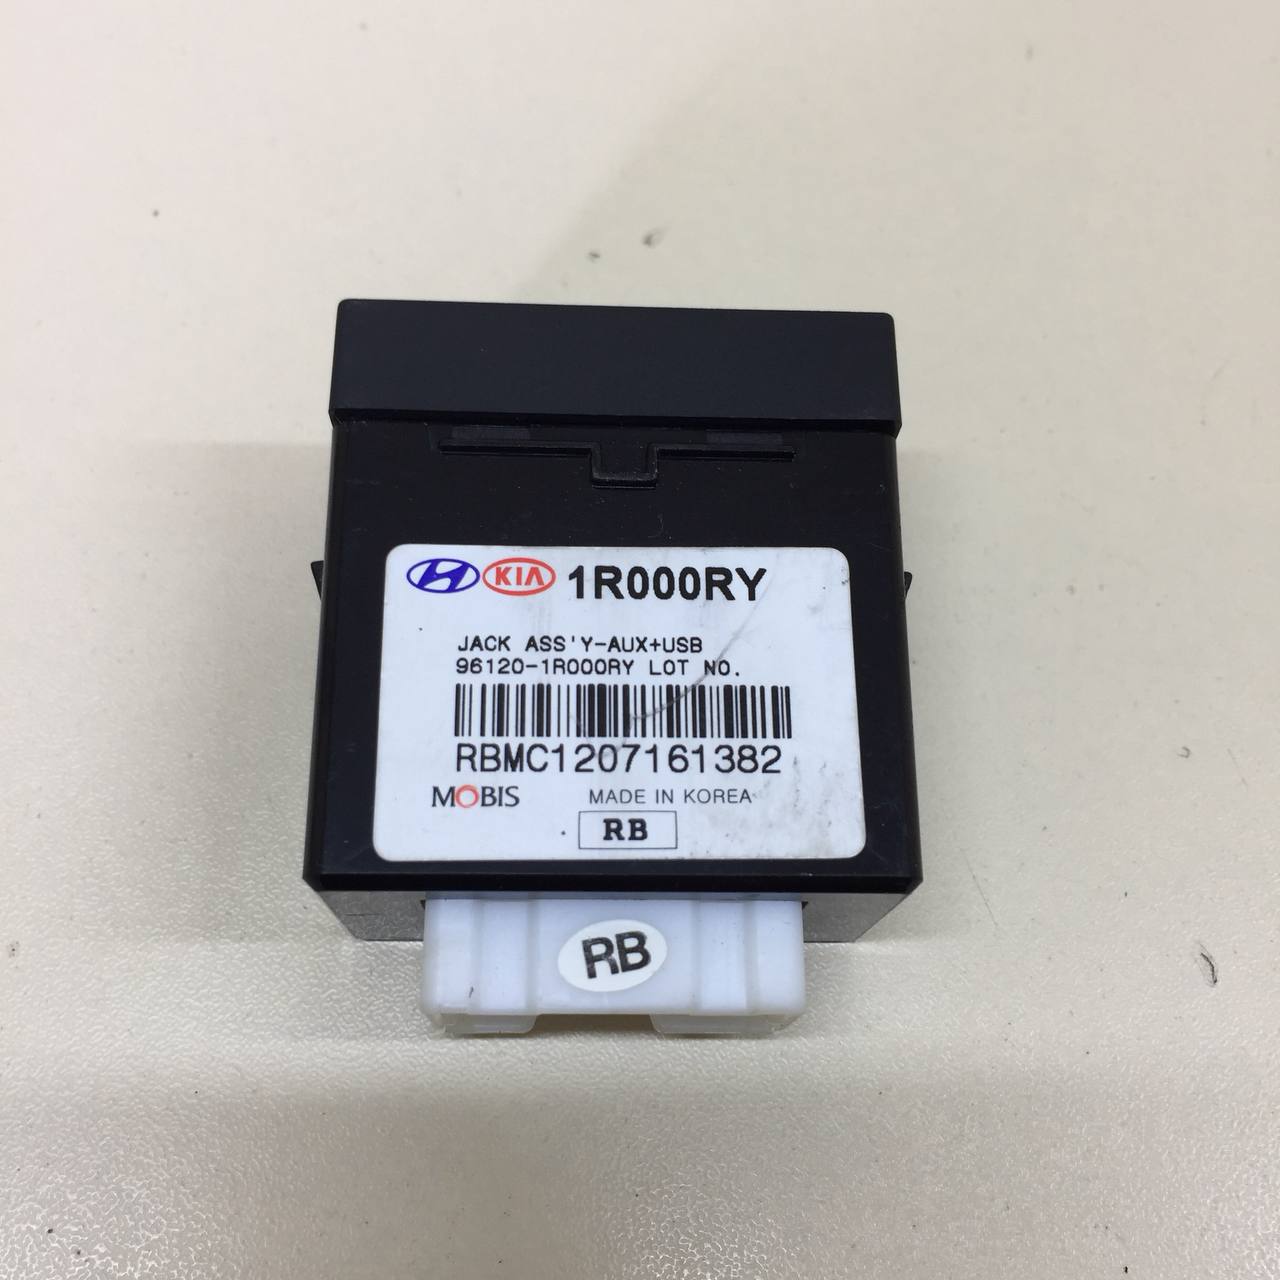 KIA 1R000RY
JACK ASS'Y-AUX+USB
96120-1R000RY LOT NO.
RBMC1207161382
MOBIS MADE IN KOREA
RB
RB